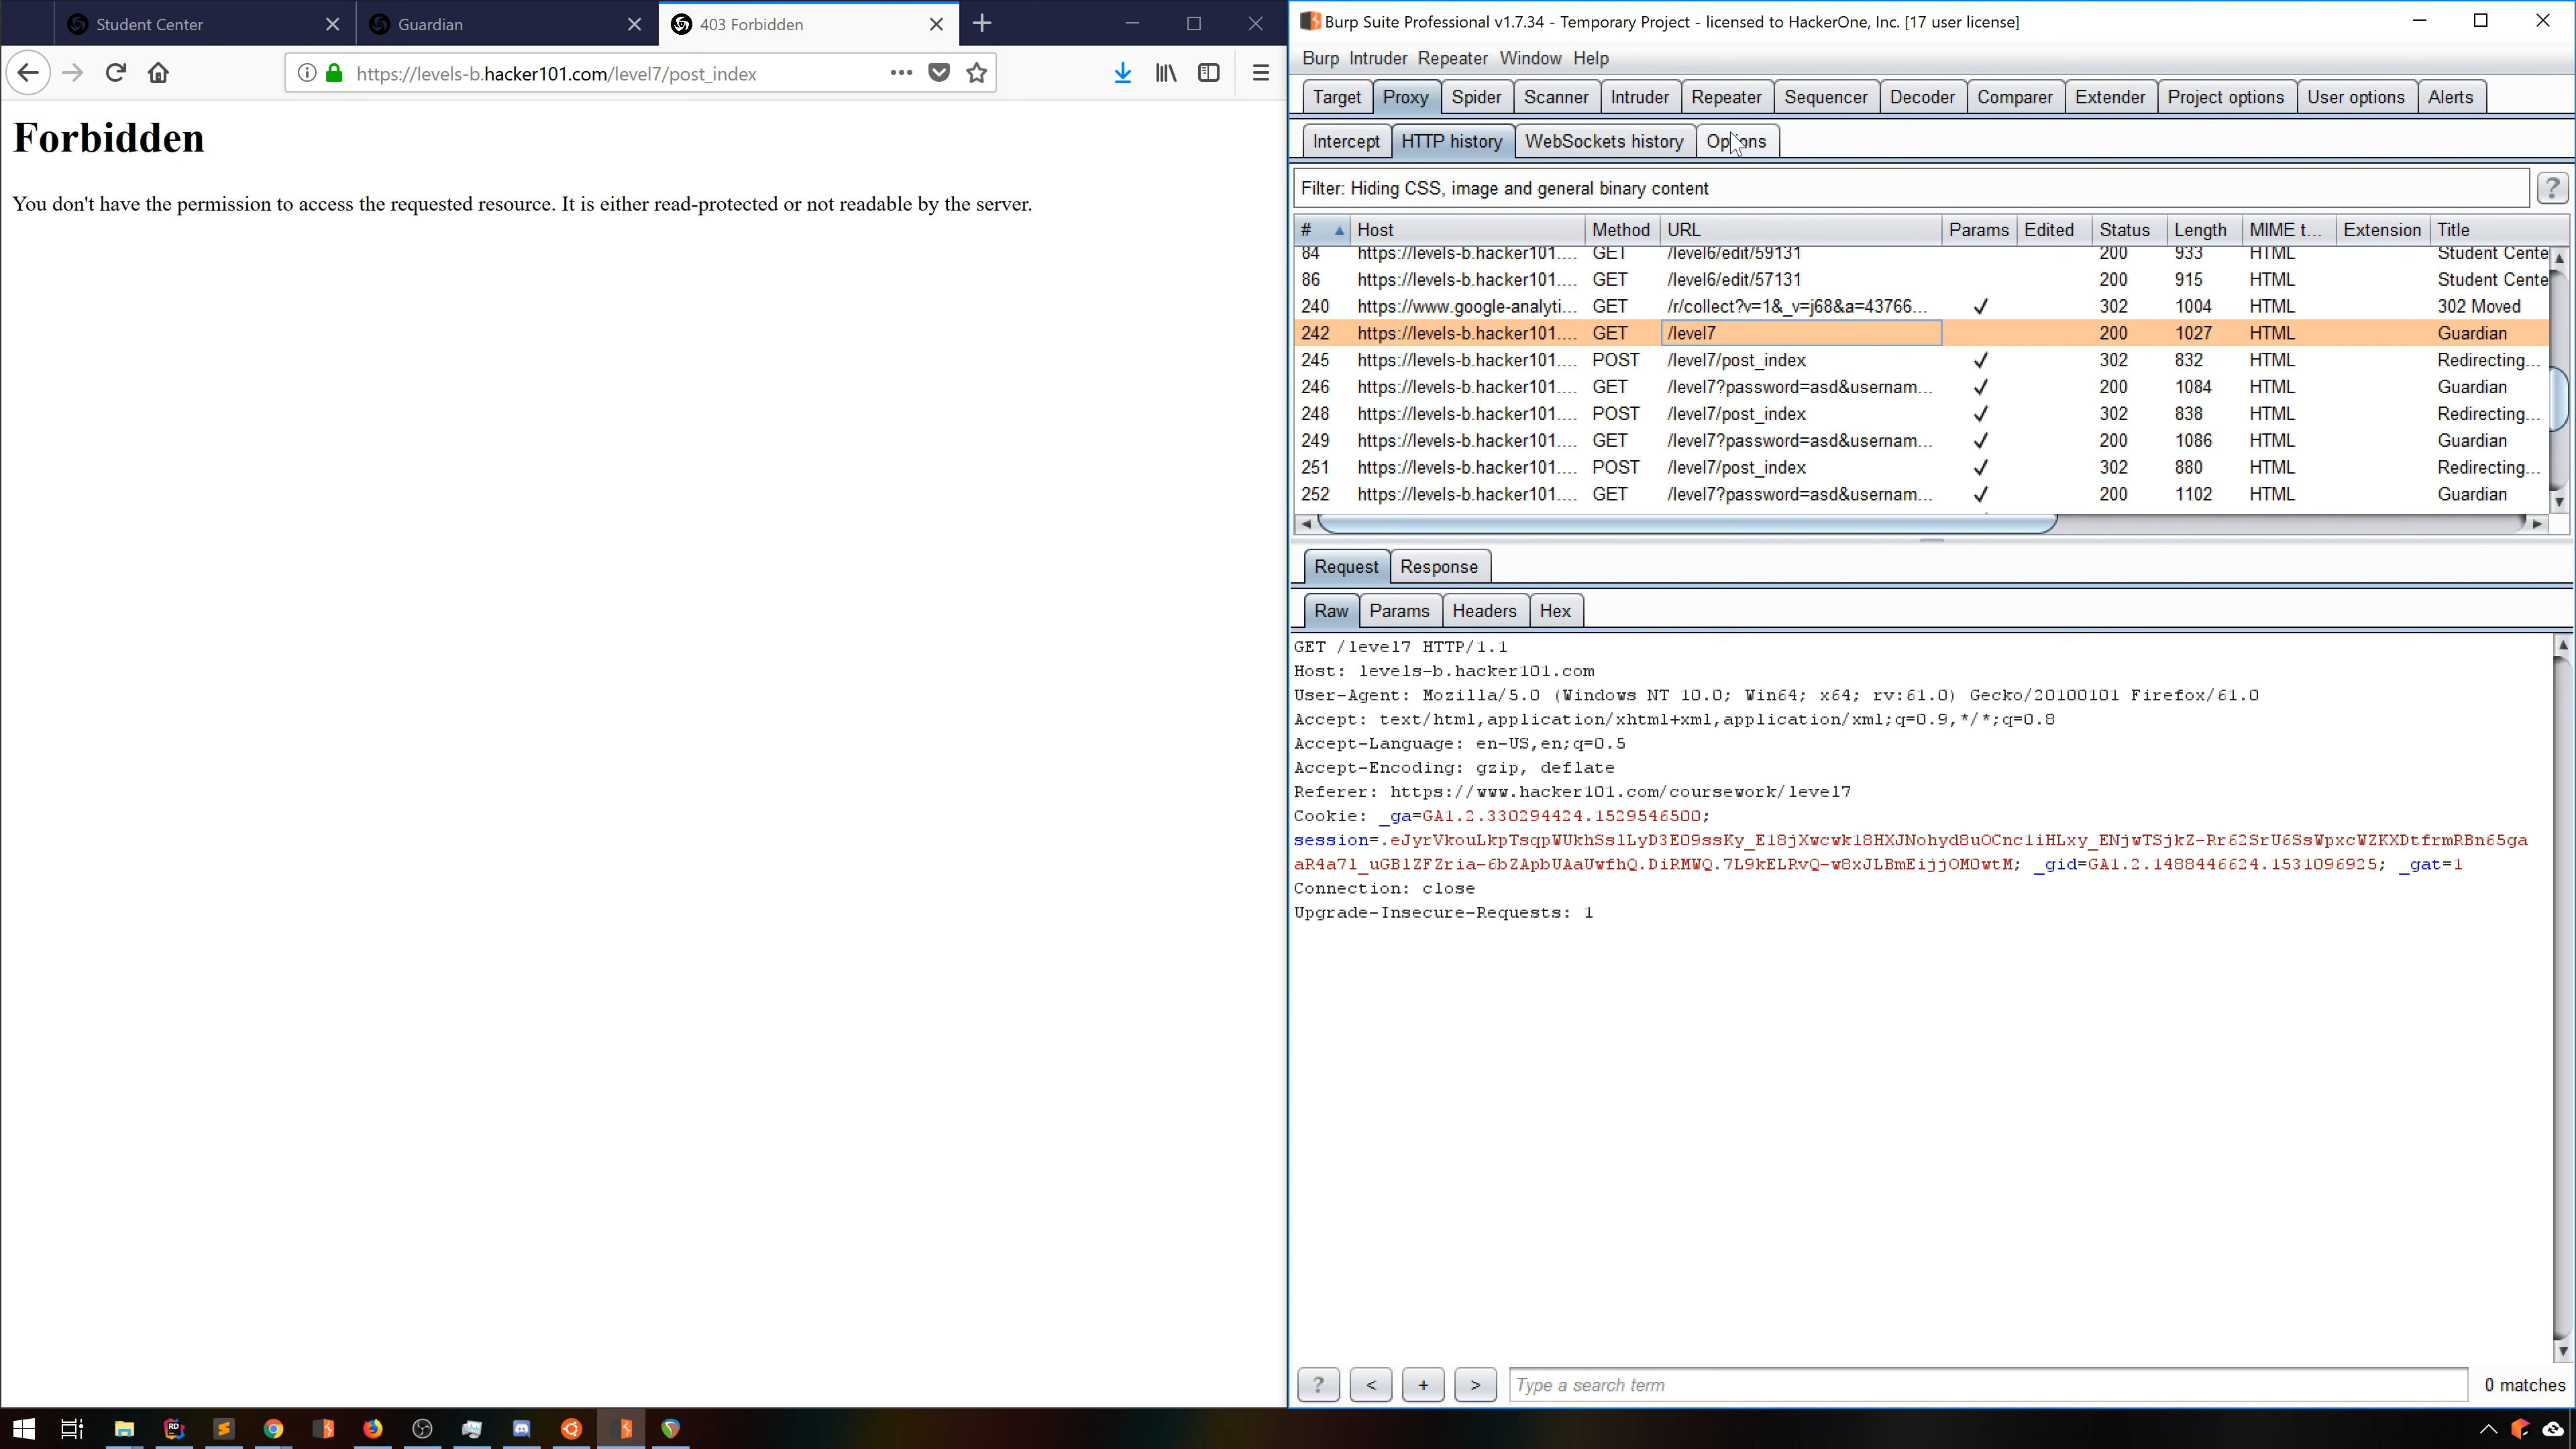 Student Center
Guardian
403 Forbidden
https://levels-b.hacker101.com/level7/post_index
Forbidden
You don't have the permission to access the requested resource. It is either read-protected or not readable by the server.
Burp Suite Professional v1.7.34 - Temporary Project - licensed to HackerOne, Inc. [17 user license]
Burp Intruder Repeater Window Help
Target Proxy Spider Scanner Intruder Repeater Sequencer Decoder Comparer Extender Project options User options Alerts
Intercept HTTP history WebSockets history Options
Filter: Hiding CSS, image and general binary content ?
# Host Method URL Params Edited Status Length MIME t... Extension Title
84 https://levels-b.hacker101.... GET /level6/edit/59131 200 933 HTML Student Cente
86 https://levels-b.hacker101.... GET /level6/edit/57131 200 915 HTML Student Cente
240 https://www.google-analyti... GET /r/collect?v=1&_v=j68&a=43766... ✓ 302 1004 HTML 302 Moved
242 https://levels-b.hacker101.... GET /level7 200 1027 HTML Guardian
245 https://levels-b.hacker101.... POST /level7/post_index ✓ 302 832 HTML Redirecting...
246 https://levels-b.hacker101.... GET /level7?password=asd&usernam... ✓ 200 1084 HTML Guardian
248 https://levels-b.hacker101.... POST /level7/post_index ✓ 302 838 HTML Redirecting...
249 https://levels-b.hacker101.... GET /level7?password=asd&usernam... ✓ 200 1086 HTML Guardian
251 https://levels-b.hacker101.... POST /level7/post_index ✓ 302 880 HTML Redirecting...
252 https://levels-b.hacker101.... GET /level7?password=asd&usernam... ✓ 200 1102 HTML Guardian
Request Response
Raw Params Headers Hex
GET /level7 HTTP/1.1
Host: levels-b.hacker101.com
User-Agent: Mozilla/5.0 (Windows NT 10.0; Win64; x64; rv:61.0) Gecko/20100101 Firefox/61.0
Accept: text/html,application/xhtml+xml,application/xml;q=0.9,*/*;q=0.8
Accept-Language: en-US,en;q=0.5
Accept-Encoding: gzip, deflate
Referer: https://www.hacker101.com/coursework/level7
Cookie: _ga=GA1.2.330294424.1529546500;
session=.eJyrVkouLkpTsqpWUkhSslLyD3E09ssKy_E18jXwcwk18HXJNohyd8uOCnc1iHLxy_ENjwTSjkZ-Rr62SrU6SsWpxcWZKXDtfrmRBn65ga
aR4a7l_uGBlZFZria-6bZApbUAaUwfhQ.DiRMWQ.7L9kELRvQ-w8xJLBmEijjOM0wtM; _gid=GA1.2.1488446624.1531096925; _gat=1
Connection: close
Upgrade-Insecure-Requests: 1
? < + > Type a search term 0 matches